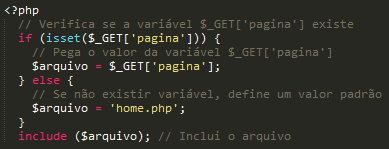 <?php
// Verifica se a variável $_GET['pagina'] existe
if (isset($_GET['pagina'])) {
// Pega o valor da variável $_GET['pagina']
$arquivo = $_GET['pagina'];
} else {
// Se não existir variável, define um valor padrão
$arquivo = 'home.php';
}
include ($arquivo); // Inclui o arquivo